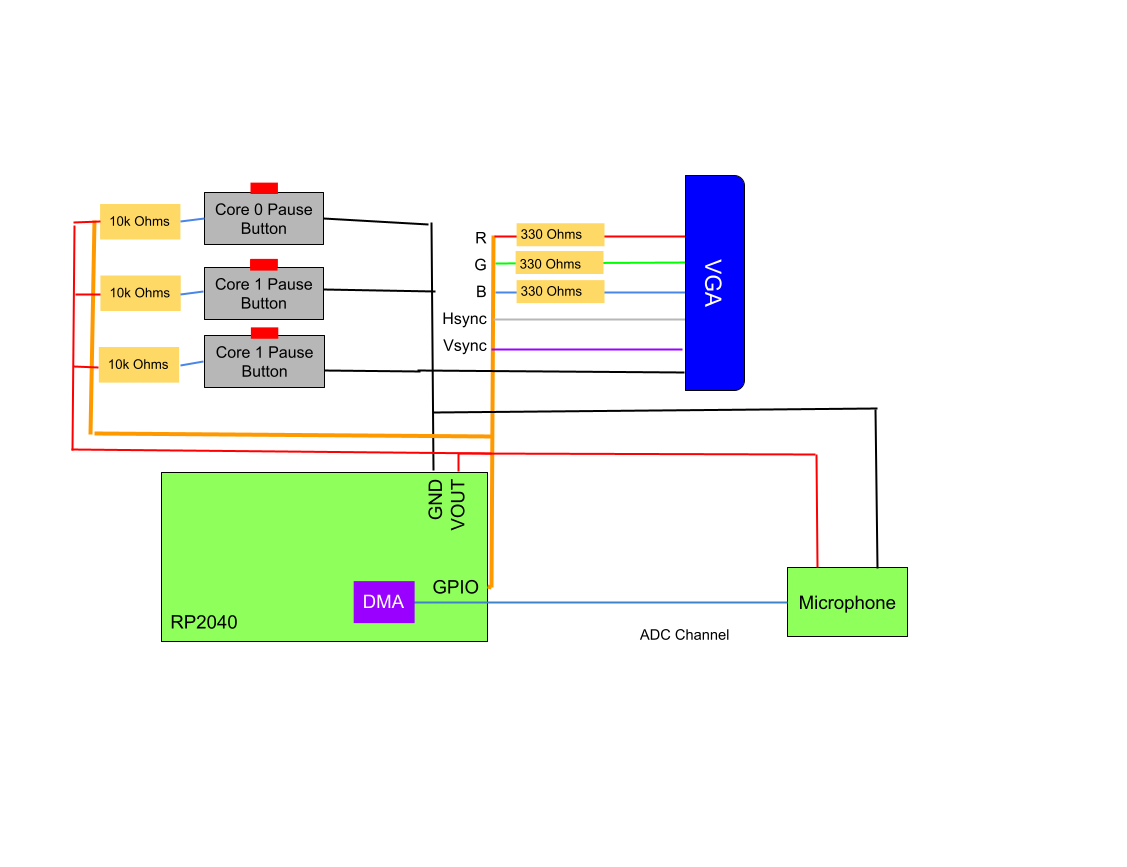 10k Ohms
Core 0 Pause
Button
10k Ohms
Core 1 Pause
Button
10k Ohms
Core 1 Pause
Button
R
330 Ohms
G
330 Ohms
B
330 Ohms
Hsync
Vsync
VGA
GND
VOUT
GPIO
DMA
RP2040
Microphone
ADC Channel